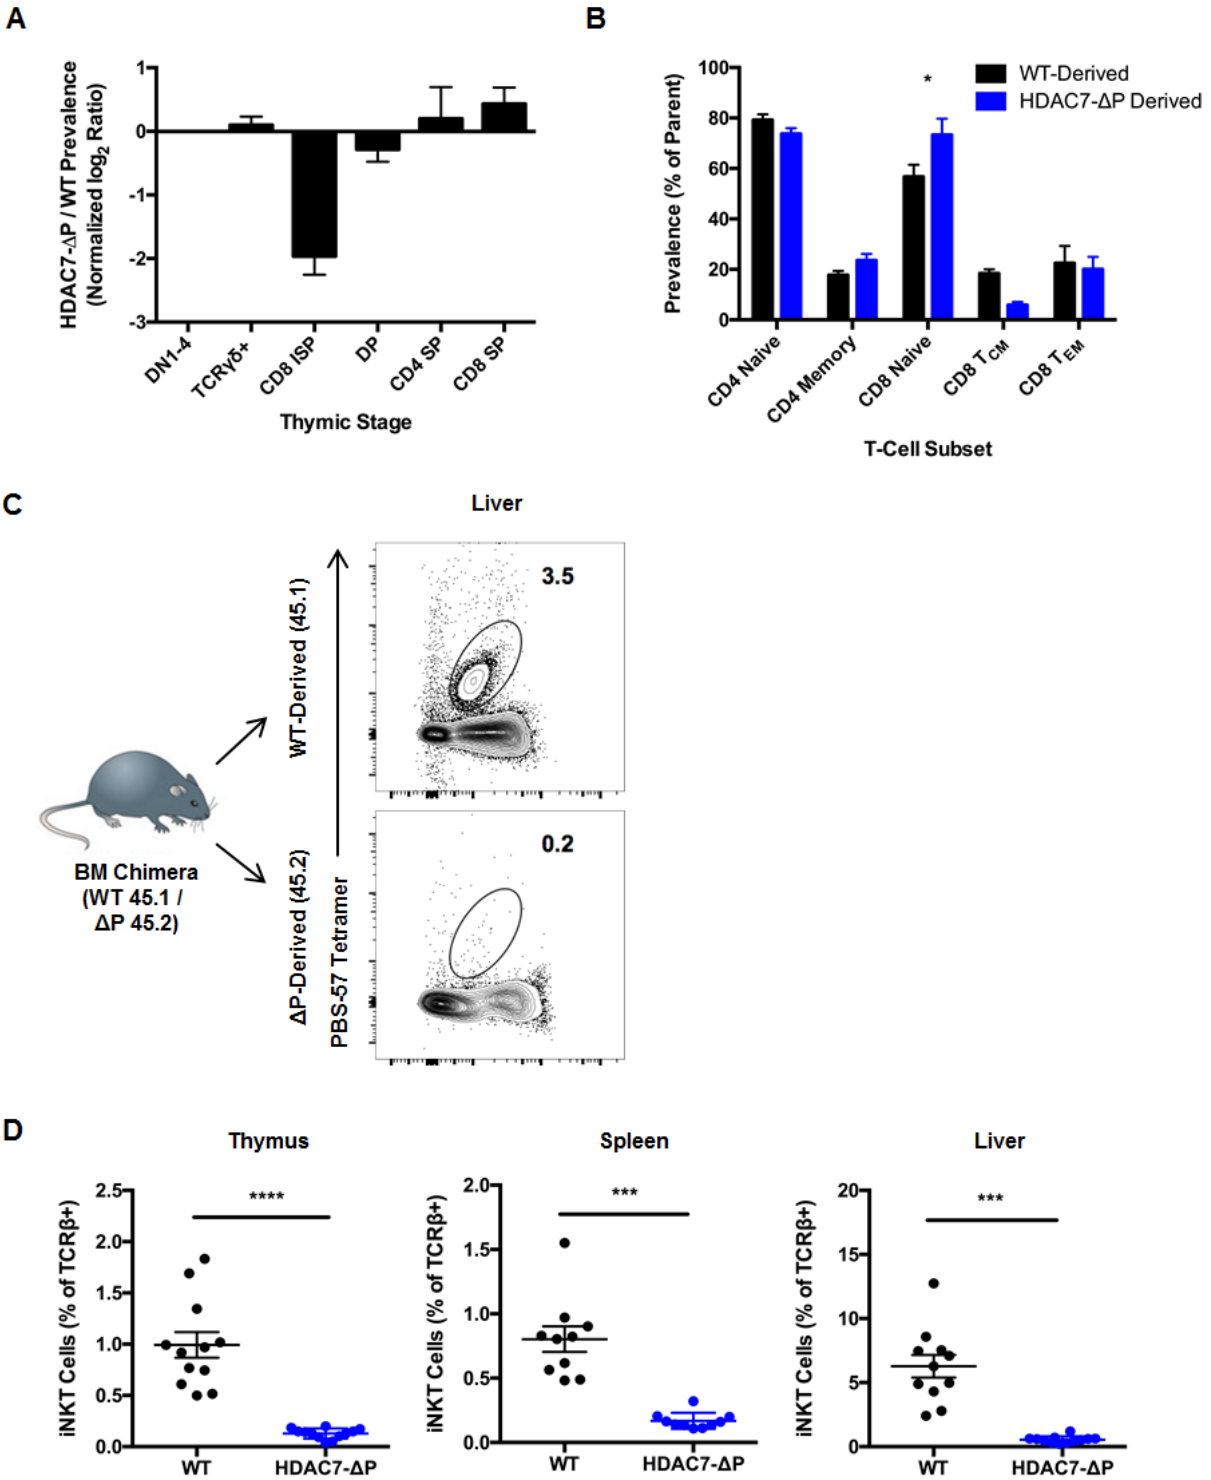 A
HDAC7-ΔP / WT Prevalence
(Normalized log2 Ratio)
1
0
-1
-2
-3
DN1-4
TCRγδ+
CD8 ISP
DP
CD4 SP
CD8 SP
Thymic Stage
B
Prevalence (% of Parent)
100
80
60
40
20
0
*
WT-Derived
HDAC7-ΔP Derived
CD4 Naive
CD4 Memory
CD8 Naive
CD8 TCM
CD8 TEM
T-Cell Subset
C
Liver
BM Chimera
(WT 45.1 /
ΔP 45.2)
WT-Derived (45.1)
ΔP-Derived (45.2)
PBS-57 Tetramer
3.5
0.2
D
Thymus
iNKT Cells (% of TCRβ+)
2.5
2.0
1.5
1.0
0.5
0.0
****
WT
HDAC7-ΔP
Spleen
iNKT Cells (% of TCRβ+)
2.0
1.5
1.0
0.5
0.0
***
WT
HDAC7-ΔP
Liver
iNKT Cells (% of TCRβ+)
20
15
10
5
0
***
WT
HDAC7-ΔP